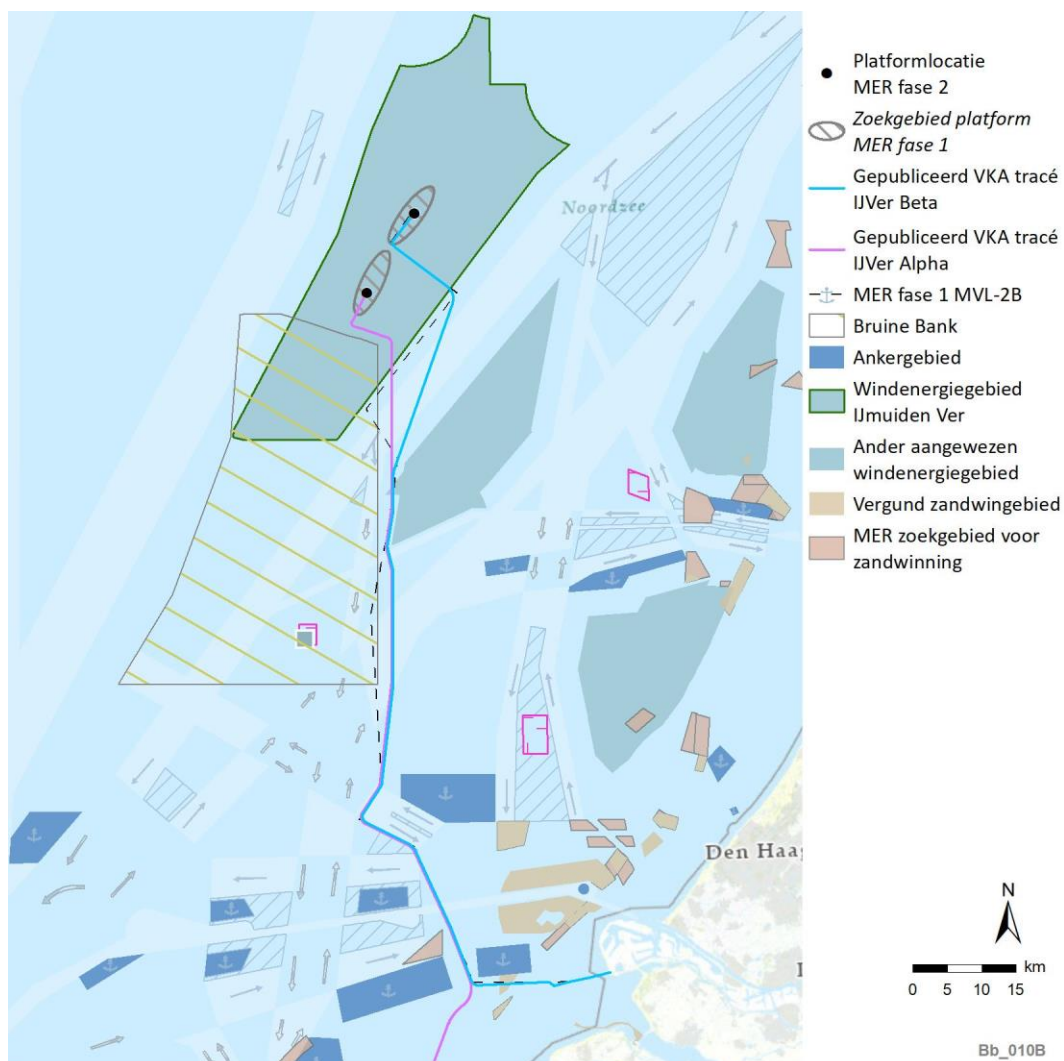 Platformlocatie
MER fase 2
Zoekgebied platform
MER fase 1
Gepubliceerd VKA tracé
IJVer Beta
Gepubliceerd VKA tracé
IJVer Alpha
MER fase 1 MVL-2B
Bruine Bank
Ankergebied
Windenergiegebied
IJmuiden Ver
Ander aangewezen
windenergiegebied
Vergund zandwingebied
MER zoekgebied voor
zandwinning
Noordzee
Den Haag
N
km
0 5 10 15
Bb_010B